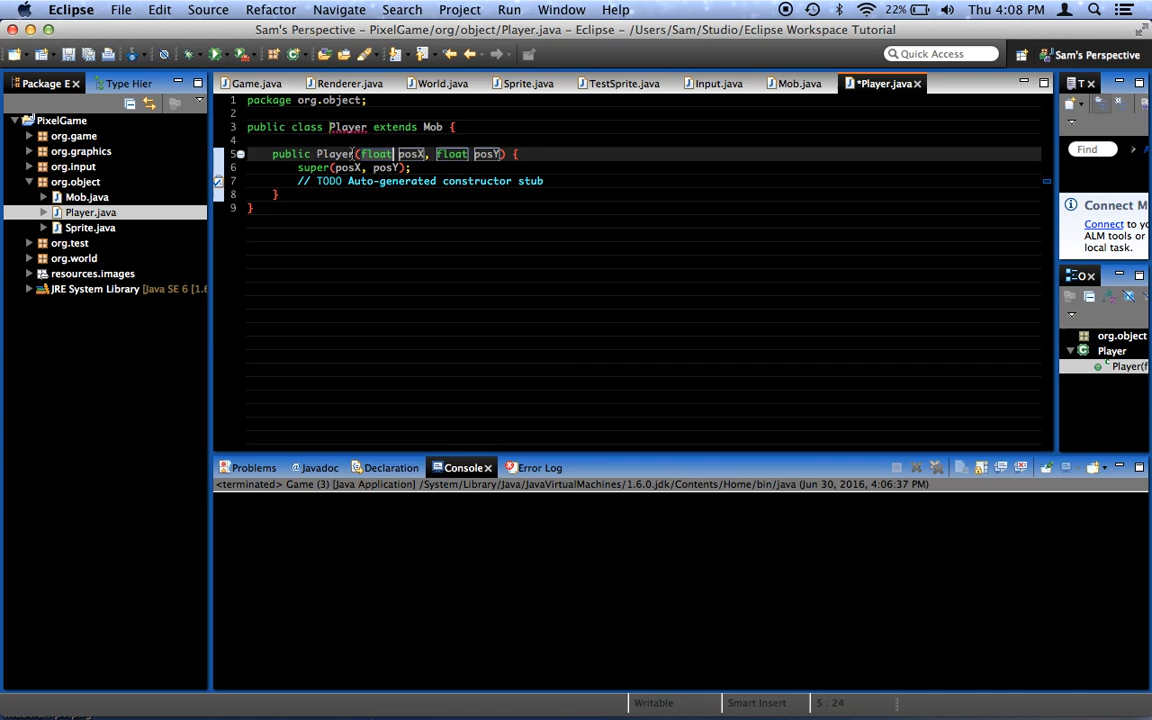 Eclipse File Edit Source Refactor Navigate Search Project Run Window Help 22% Thu 4:08 PM
Sam's Perspective - PixelGame/org/object/Player.java - Eclipse - /Users/Sam/Studio/Eclipse Workspace Tutorial
Quick Access Sam's Perspective
Package E Type Hier
Game.java Renderer.java World.java Sprite.java TestSprite.java Input.java Mob.java *Player.java
PixelGame
org.game
org.graphics
org.input
org.object
Mob.java
Player.java
Sprite.java
org.test
org.world
resources.images
JRE System Library [Java SE 6 [1.6
1 package org.object;
2
3 public class Player extends Mob {
4
5 public Player(float posX, float posY) {
6 super(posX, posY);
7 // TODO Auto-generated constructor stub
8 }
9 }
T
Find
Connect M
Connect to yo
ALM tools or
local task.
O
org.object
Player
Player(f
Problems Javadoc Declaration Console Error Log
<terminated> Game (3) [Java Application] /System/Library/Java/JavaVirtualMachines/1.6.0.jdk/Contents/Home/bin/java (Jun 30, 2016, 4:06:37 PM)
Writable Smart Insert 5 : 24